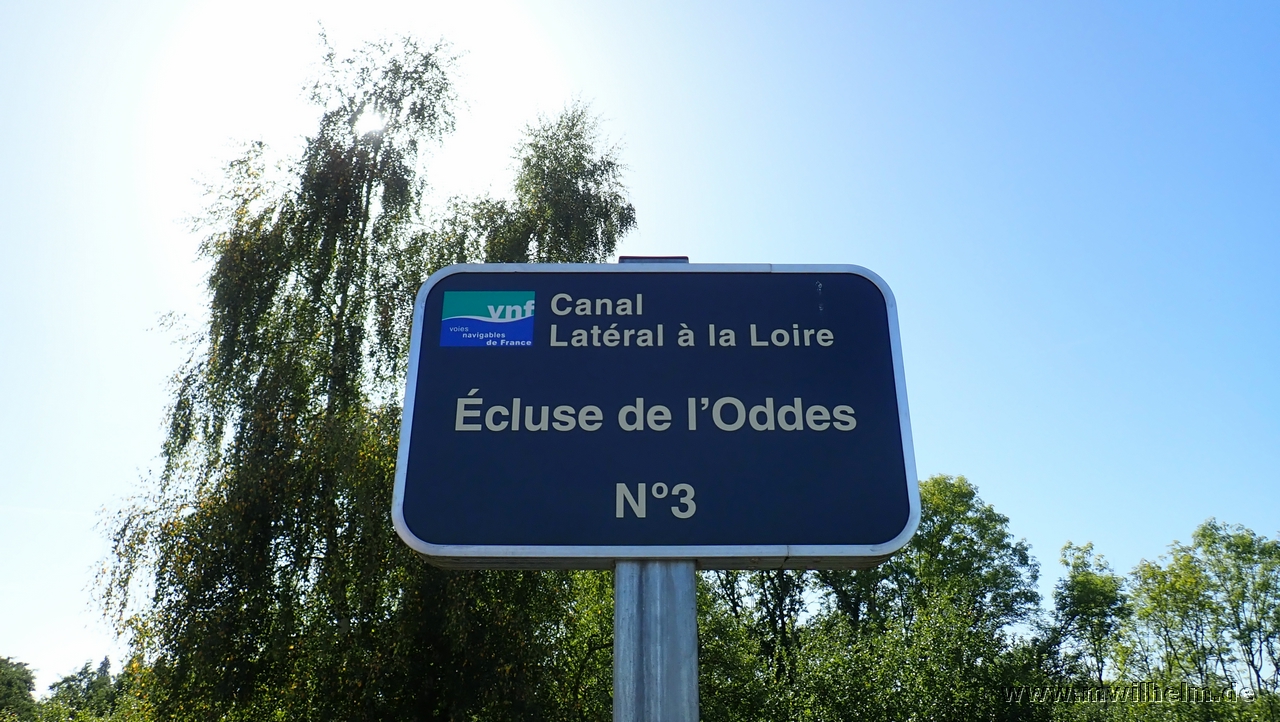 vnf
voies
navigables
de France
Canal
Latéral à la Loire
Écluse de l'Oddes
N°3
www.mwilhelm.de